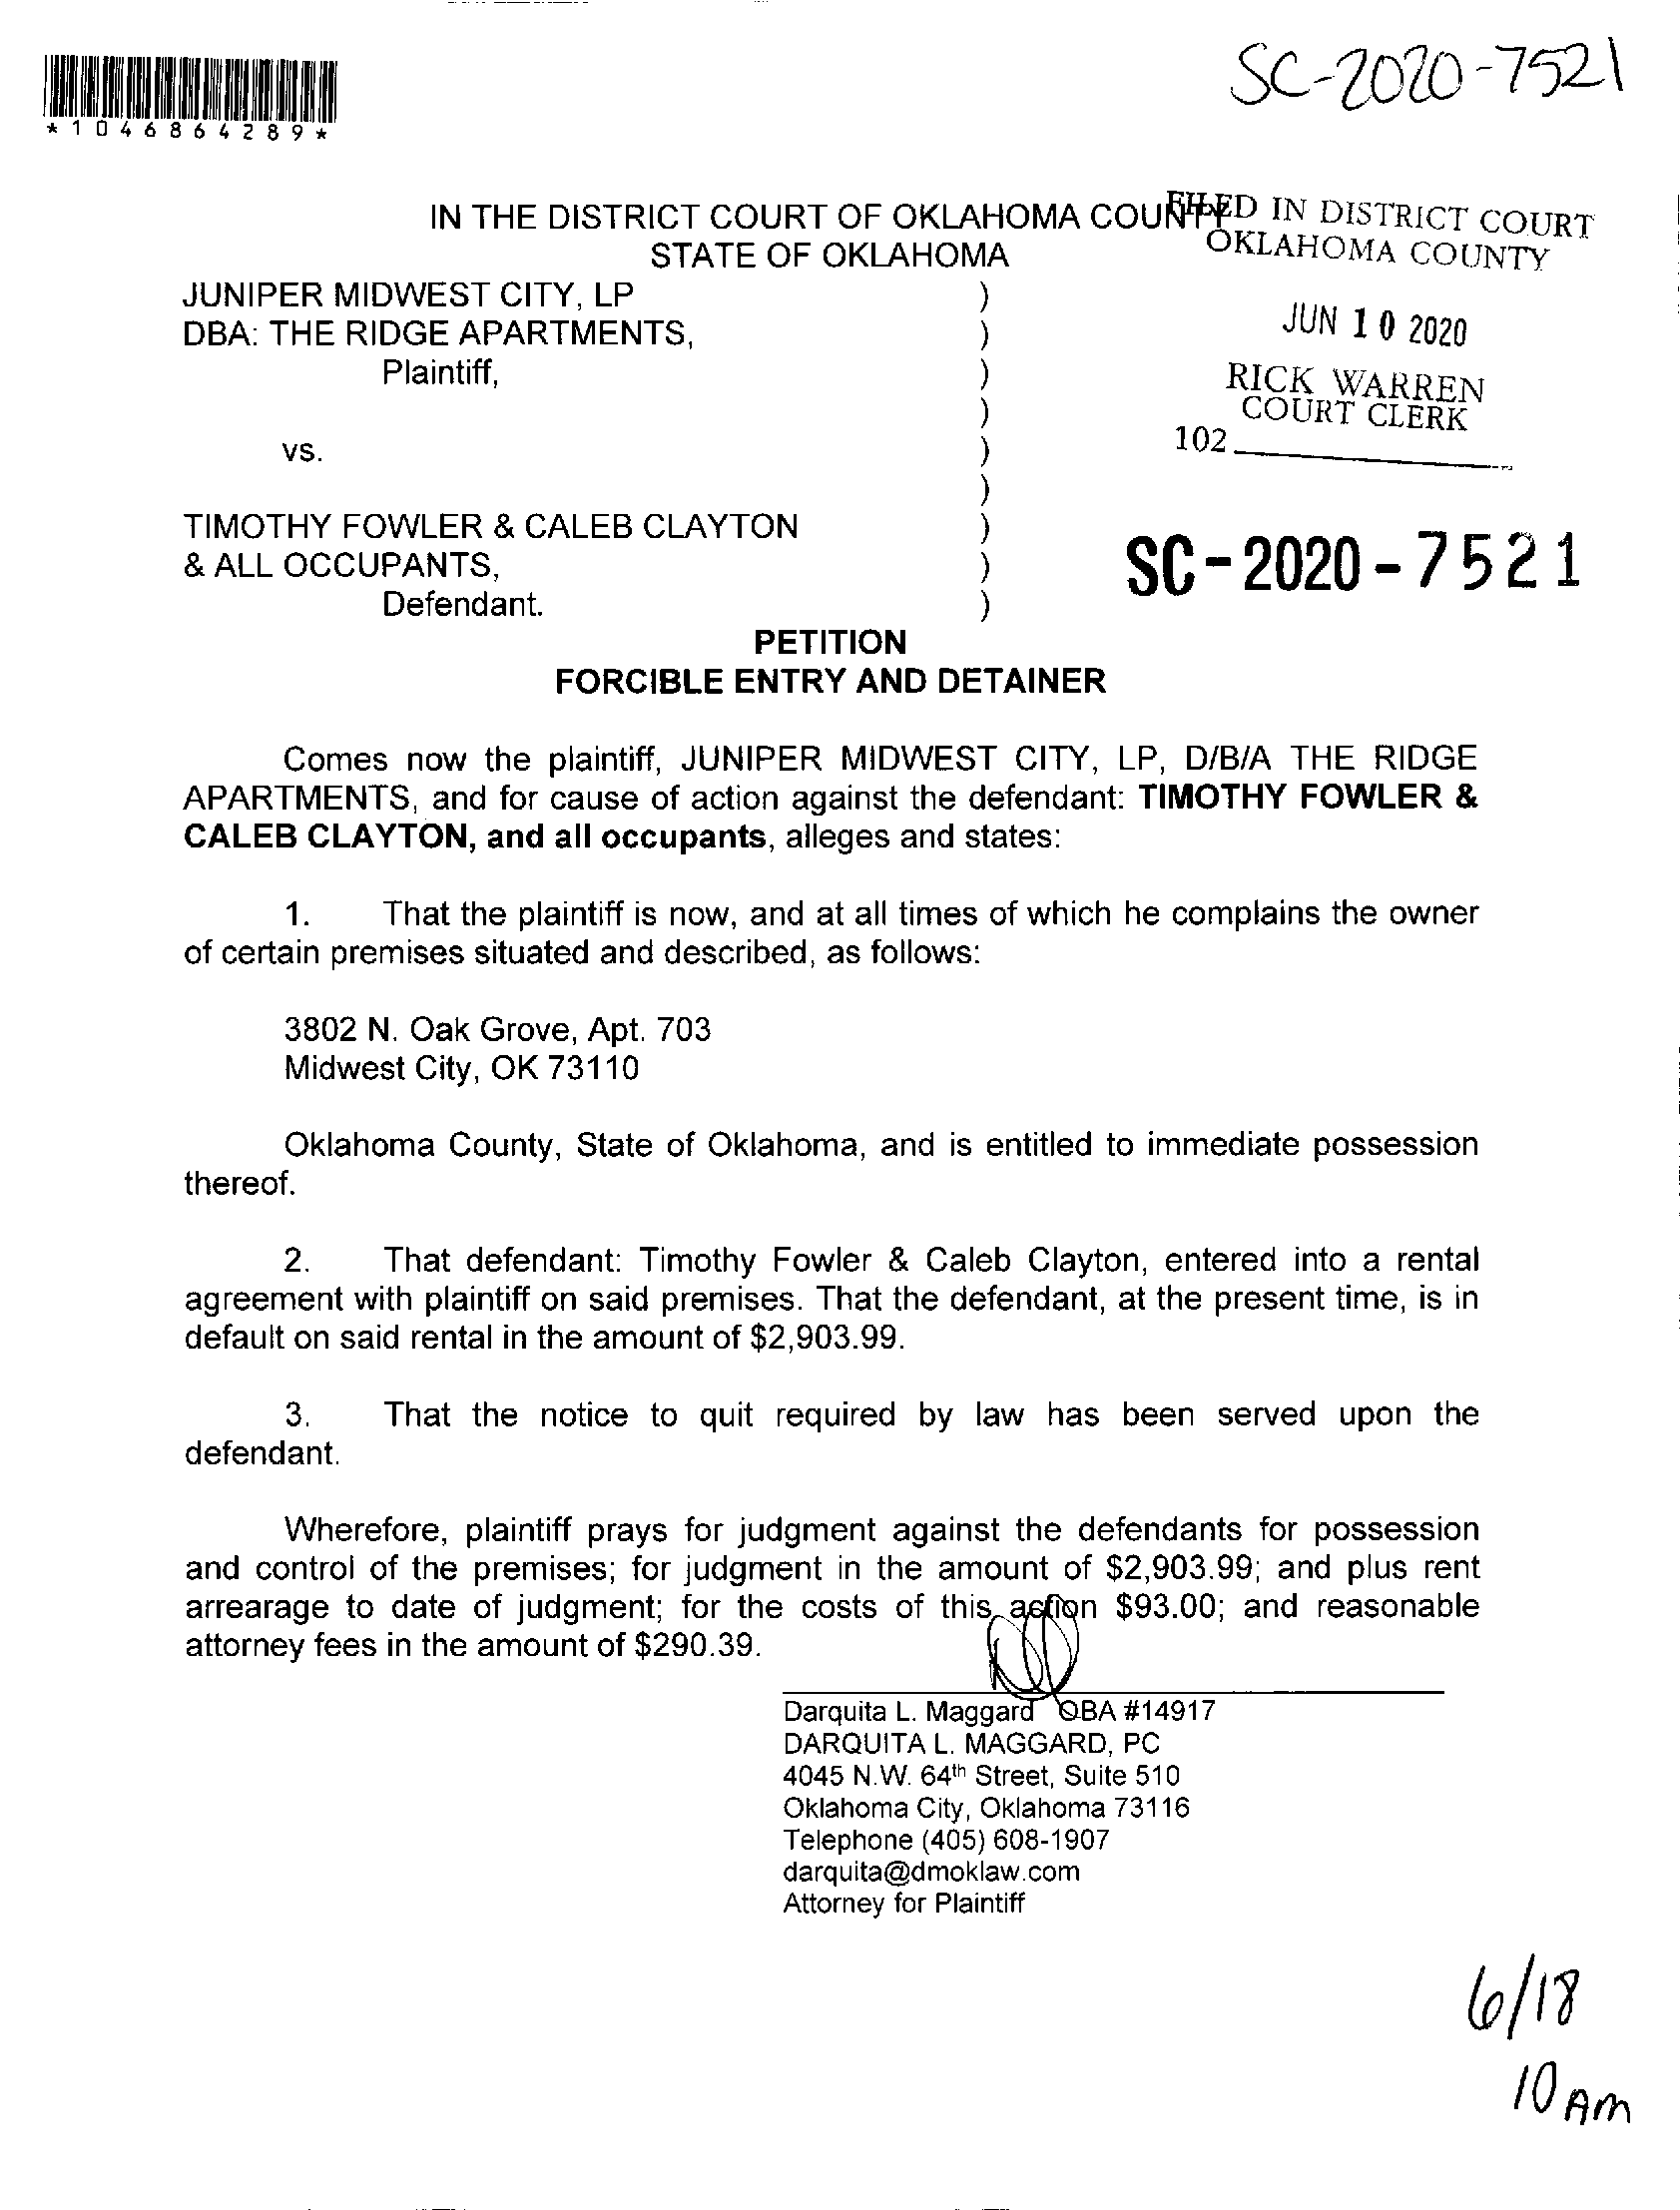 SC-2020-7521
*1046864289*
IN THE DISTRICT COURT OF OKLAHOMA COUNTY
STATE OF OKLAHOMA
FILED IN DISTRICT COURT
OKLAHOMA COUNTY
JUN 10 2020
RICK WARREN
COURT CLERK
102
JUNIPER MIDWEST CITY, LP )
DBA: THE RIDGE APARTMENTS, )
Plaintiff, )
)
vs. )
)
TIMOTHY FOWLER & CALEB CLAYTON )
& ALL OCCUPANTS, )
Defendant. )
SC-2020-7521
PETITION
FORCIBLE ENTRY AND DETAINER
Comes now the plaintiff, JUNIPER MIDWEST CITY, LP, D/B/A THE RIDGE
APARTMENTS, and for cause of action against the defendant: TIMOTHY FOWLER &
CALEB CLAYTON, and all occupants, alleges and states:
1. That the plaintiff is now, and at all times of which he complains the owner
of certain premises situated and described, as follows:
3802 N. Oak Grove, Apt. 703
Midwest City, OK 73110
Oklahoma County, State of Oklahoma, and is entitled to immediate possession
thereof.
2. That defendant: Timothy Fowler & Caleb Clayton, entered into a rental
agreement with plaintiff on said premises. That the defendant, at the present time, is in
default on said rental in the amount of $2,903.99.
3. That the notice to quit required by law has been served upon the
defendant.
Wherefore, plaintiff prays for judgment against the defendants for possession
and control of the premises; for judgment in the amount of $2,903.99; and plus rent
arrearage to date of judgment; for the costs of this action $93.00; and reasonable
attorney fees in the amount of $290.39.
Darquita L. Maggard OBA #14917
DARQUITA L. MAGGARD, PC
4045 N.W. 64th Street, Suite 510
Oklahoma City, Oklahoma 73116
Telephone (405) 608-1907
darquita@dmoklaw.com
Attorney for Plaintiff
6/18
10 AM